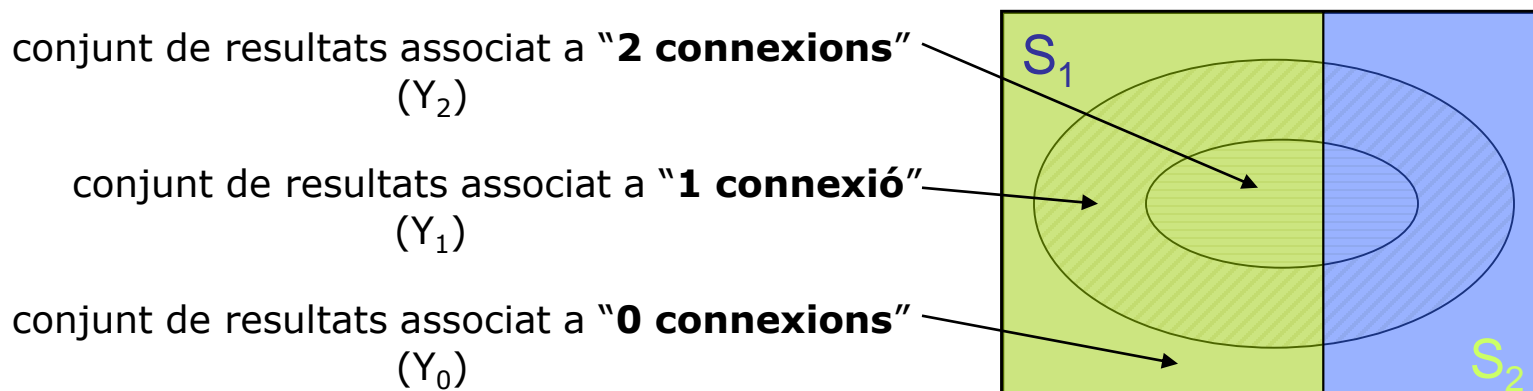 conjunt de resultats associat a “2 connexions”
(Y₂)
conjunt de resultats associat a “1 connexió”
(Y₁)
conjunt de resultats associat a “0 connexions”
(Y₀)
S₁
S₂